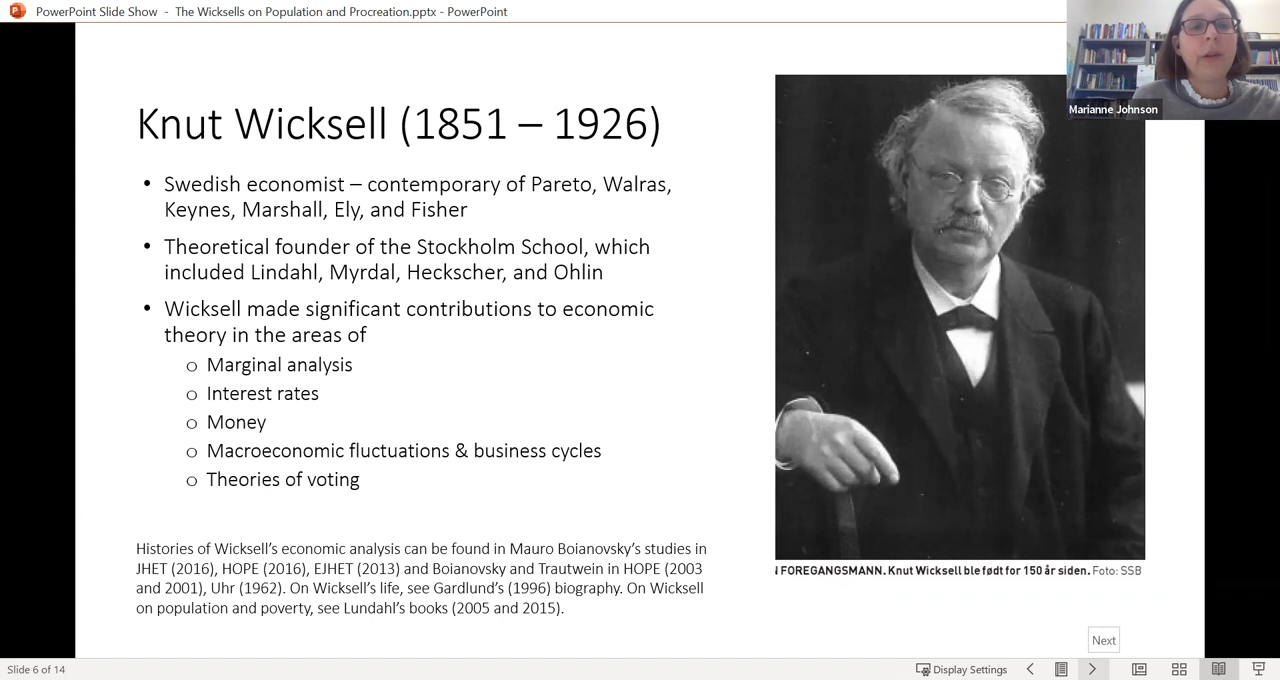 PowerPoint Slide Show - The Wicksells on Population and Procreation.pptx - PowerPoint
Marianne Johnson
Knut Wicksell (1851 – 1926)
• Swedish economist – contemporary of Pareto, Walras,
Keynes, Marshall, Ely, and Fisher
• Theoretical founder of the Stockholm School, which
included Lindahl, Myrdal, Heckscher, and Ohlin
• Wicksell made significant contributions to economic
theory in the areas of
o Marginal analysis
o Interest rates
o Money
o Macroeconomic fluctuations & business cycles
o Theories of voting
Histories of Wicksell’s economic analysis can be found in Mauro Boianovsky’s studies in
JHET (2016), HOPE (2016), EJHET (2013) and Boianovsky and Trautwein in HOPE (2003
and 2001), Uhr (1962). On Wicksell’s life, see Gardlund’s (1996) biography. On Wicksell
on population and poverty, see Lundahl’s books (2005 and 2015).
FOREGANGSMANN. Knut Wicksell ble født for 150 år siden. Foto: SSB
Next
Slide 6 of 14
Display Settings